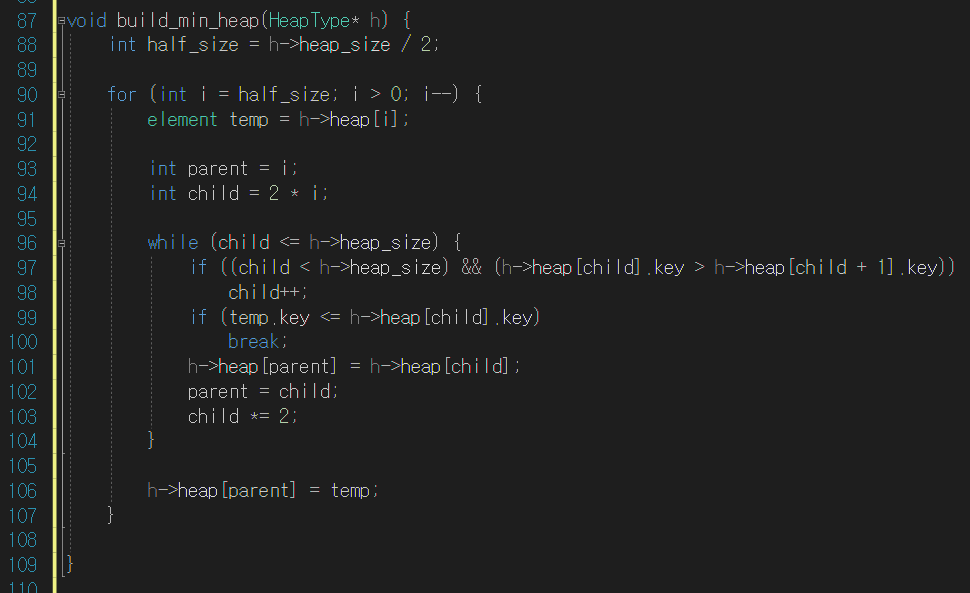 87 void build_min_heap(HeapType* h) {
88 int half_size = h->heap_size / 2;
89
90 for (int i = half_size; i > 0; i--) {
91 element temp = h->heap[i];
92
93 int parent = i;
94 int child = 2 * i;
95
96 while (child <= h->heap_size) {
97 if ((child < h->heap_size) && (h->heap[child].key > h->heap[child + 1].key))
98 child++;
99 if (temp.key <= h->heap[child].key)
100 break;
101 h->heap[parent] = h->heap[child];
102 parent = child;
103 child *= 2;
104 }
105
106 h->heap[parent] = temp;
107 }
108
109 }
110